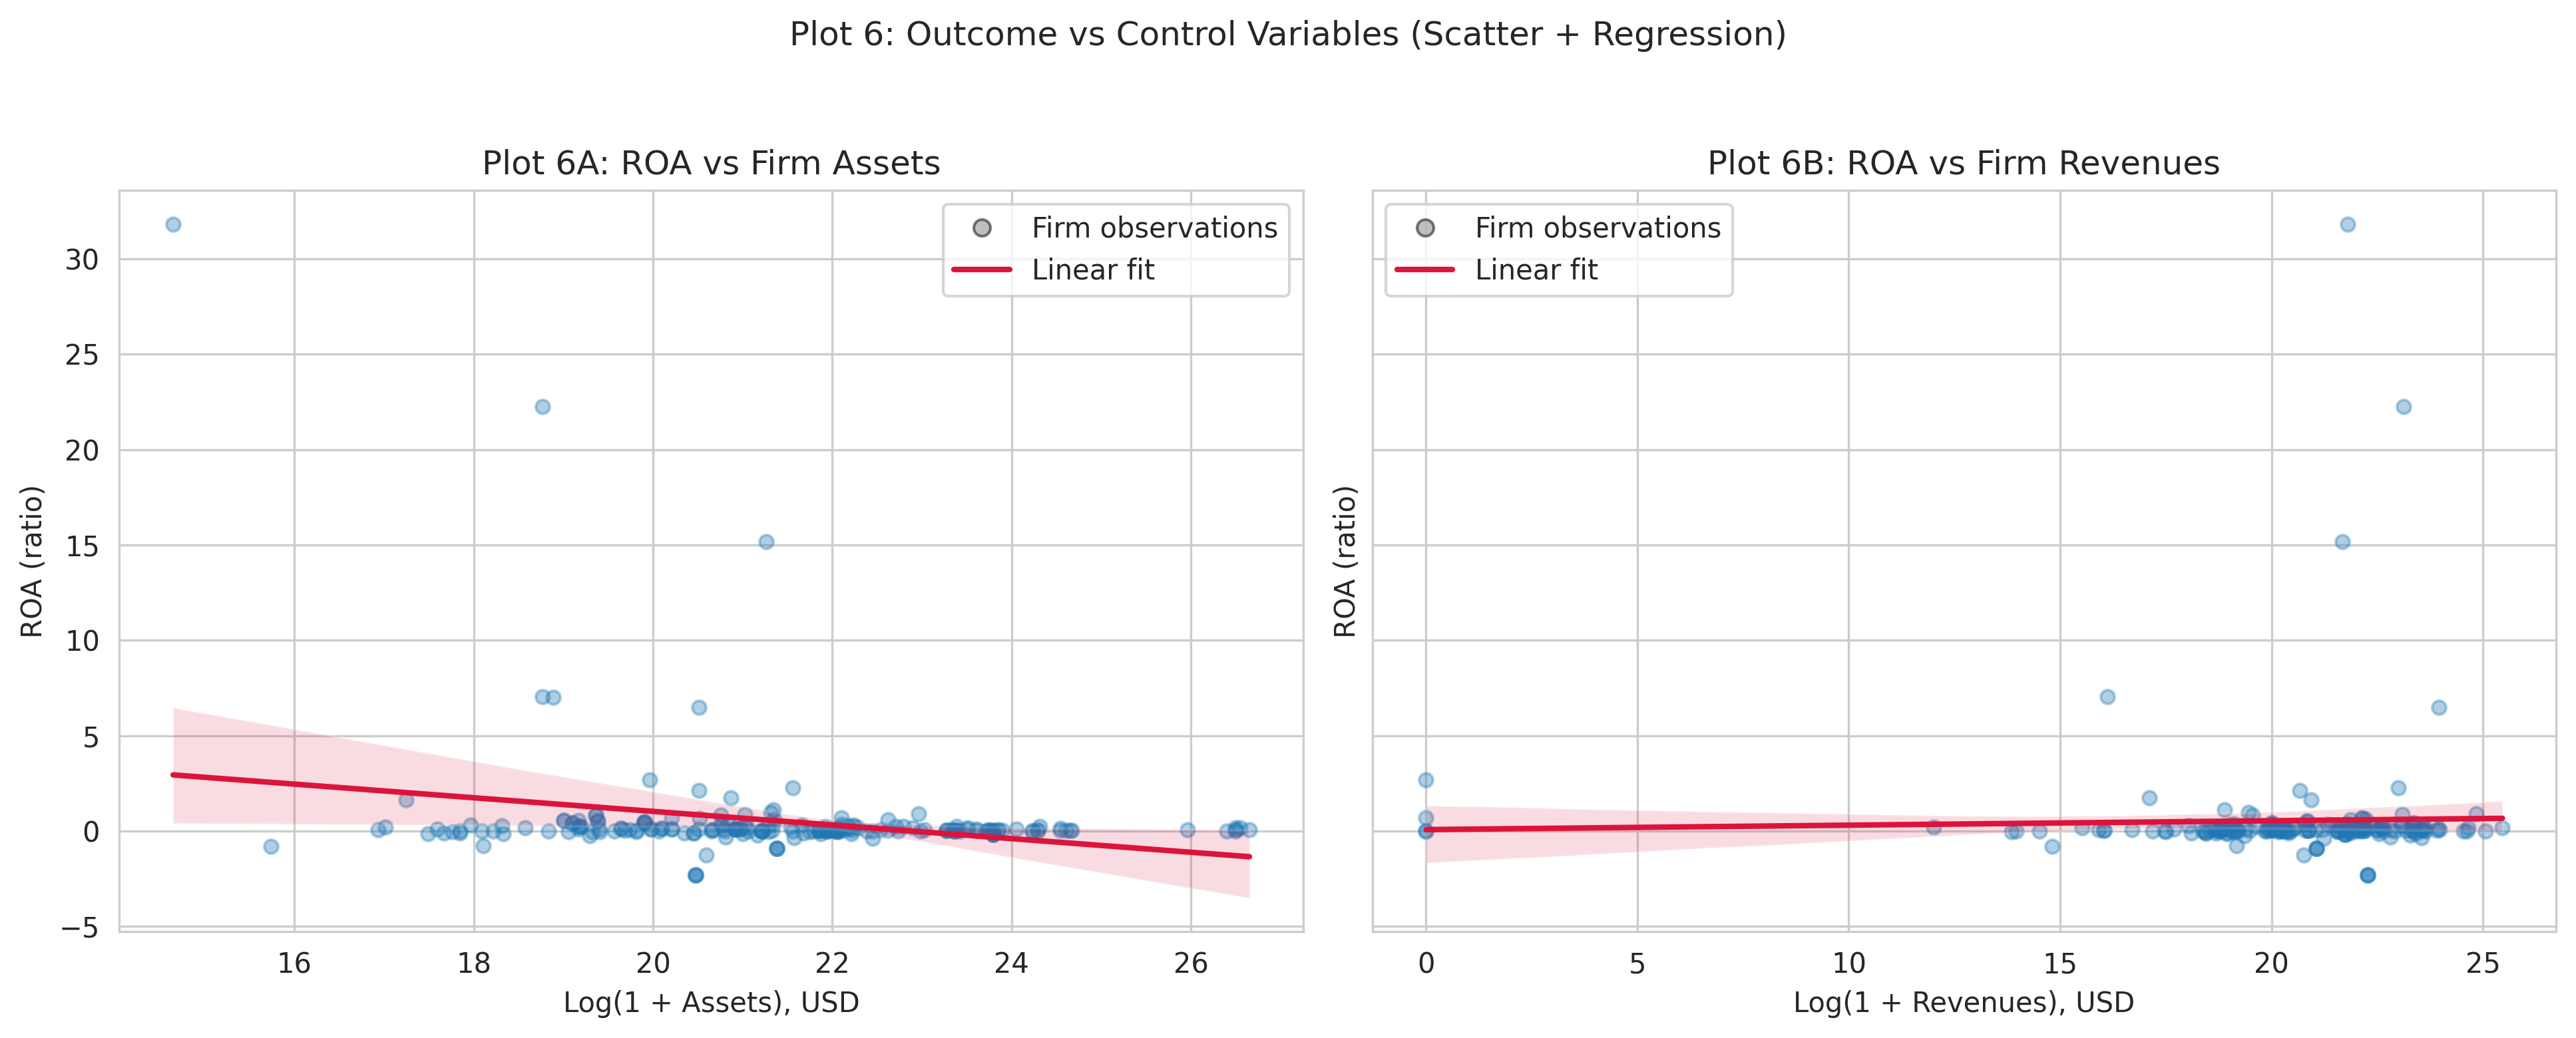 Plot 6: Outcome vs Control Variables (Scatter + Regression)
Plot 6A: ROA vs Firm Assets
Firm observations
Linear fit
30
25
20
15
10
5
0
−5
ROA (ratio)
16 18 20 22 24 26
Log(1 + Assets), USD
Plot 6B: ROA vs Firm Revenues
Firm observations
Linear fit
ROA (ratio)
0 5 10 15 20 25
Log(1 + Revenues), USD